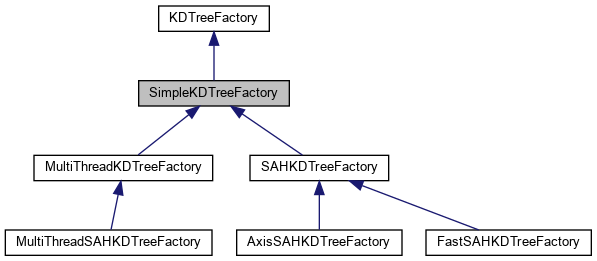 KDTreeFactory
SimpleKDTreeFactory
MultiThreadKDTreeFactory
SAHKDTreeFactory
MultiThreadSAHKDTreeFactory
AxisSAHKDTreeFactory
FastSAHKDTreeFactory